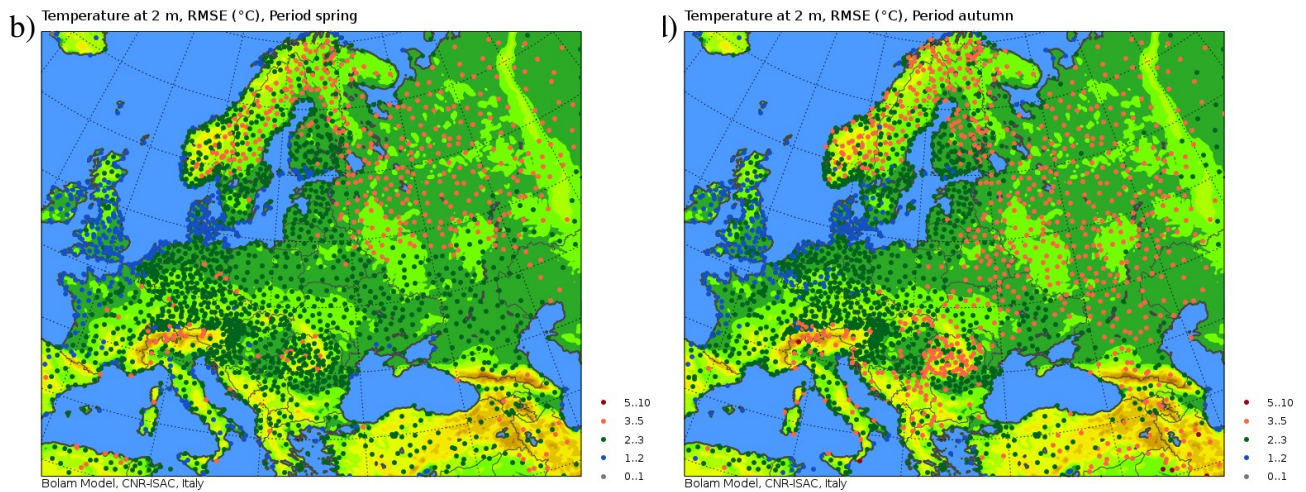 b) Temperature at 2 m, RMSE (°C), Period spring
5..10
3..5
2..3
1..2
0..1
Bolam Model, CNR-ISAC, Italy
l) Temperature at 2 m, RMSE (°C), Period autumn
5..10
3..5
2..3
1..2
0..1
Bolam Model, CNR-ISAC, Italy